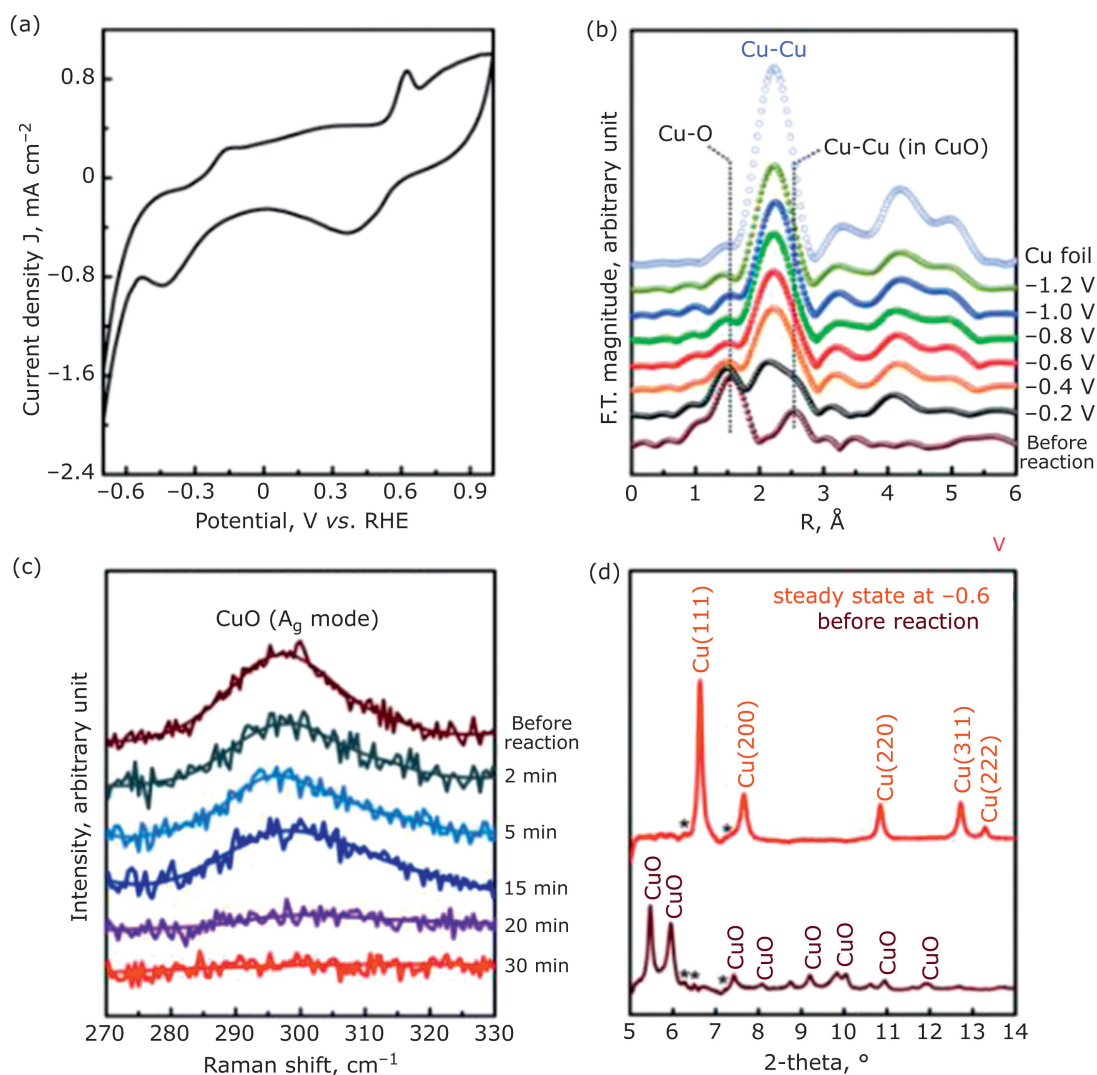 (a)
0.8
0
−0.8
−1.6
−2.4
Current density J, mA cm−2
−0.6
−0.3
0
0.3
0.6
0.9
Potential, V vs. RHE
(b)
Cu-Cu
Cu-O
Cu-Cu (in CuO)
F.T. magnitude, arbitrary unit
Cu foil
−1.2 V
−1.0 V
−0.8 V
−0.6 V
−0.4 V
−0.2 V
Before
reaction
0
1
2
3
4
5
6
R, Å
(c)
CuO (Ag mode)
Intensity, arbitrary unit
Before
reaction
2 min
5 min
15 min
20 min
30 min
270
280
290
300
310
320
330
Raman shift, cm−1
V
(d)
steady state at −0.6
before reaction
Cu(111)
Cu(200)
Cu(220)
Cu(311)
Cu(222)
*
*
CuO
CuO
**
*
CuO
CuO
CuO
CuO
CuO
CuO
5
6
7
8
9
10
11
12
13
14
2-theta, °